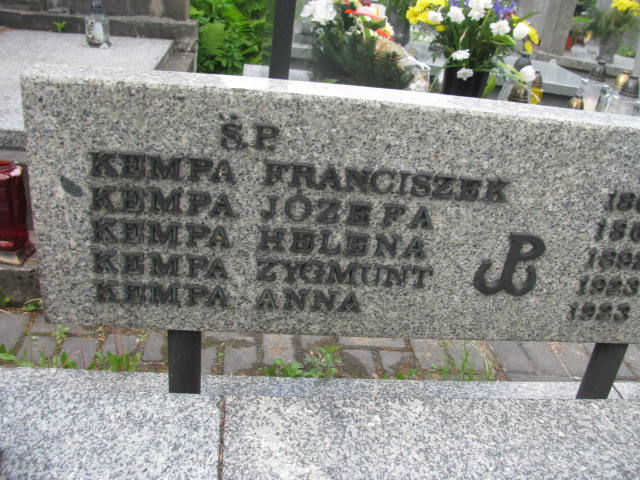 Ś.P.
KEMPA FRANCISZEK
KEMPA JÓZEFA
KEMPA HELENA
KEMPA ZYGMUNT 1923
KEMPA ANNA 1923